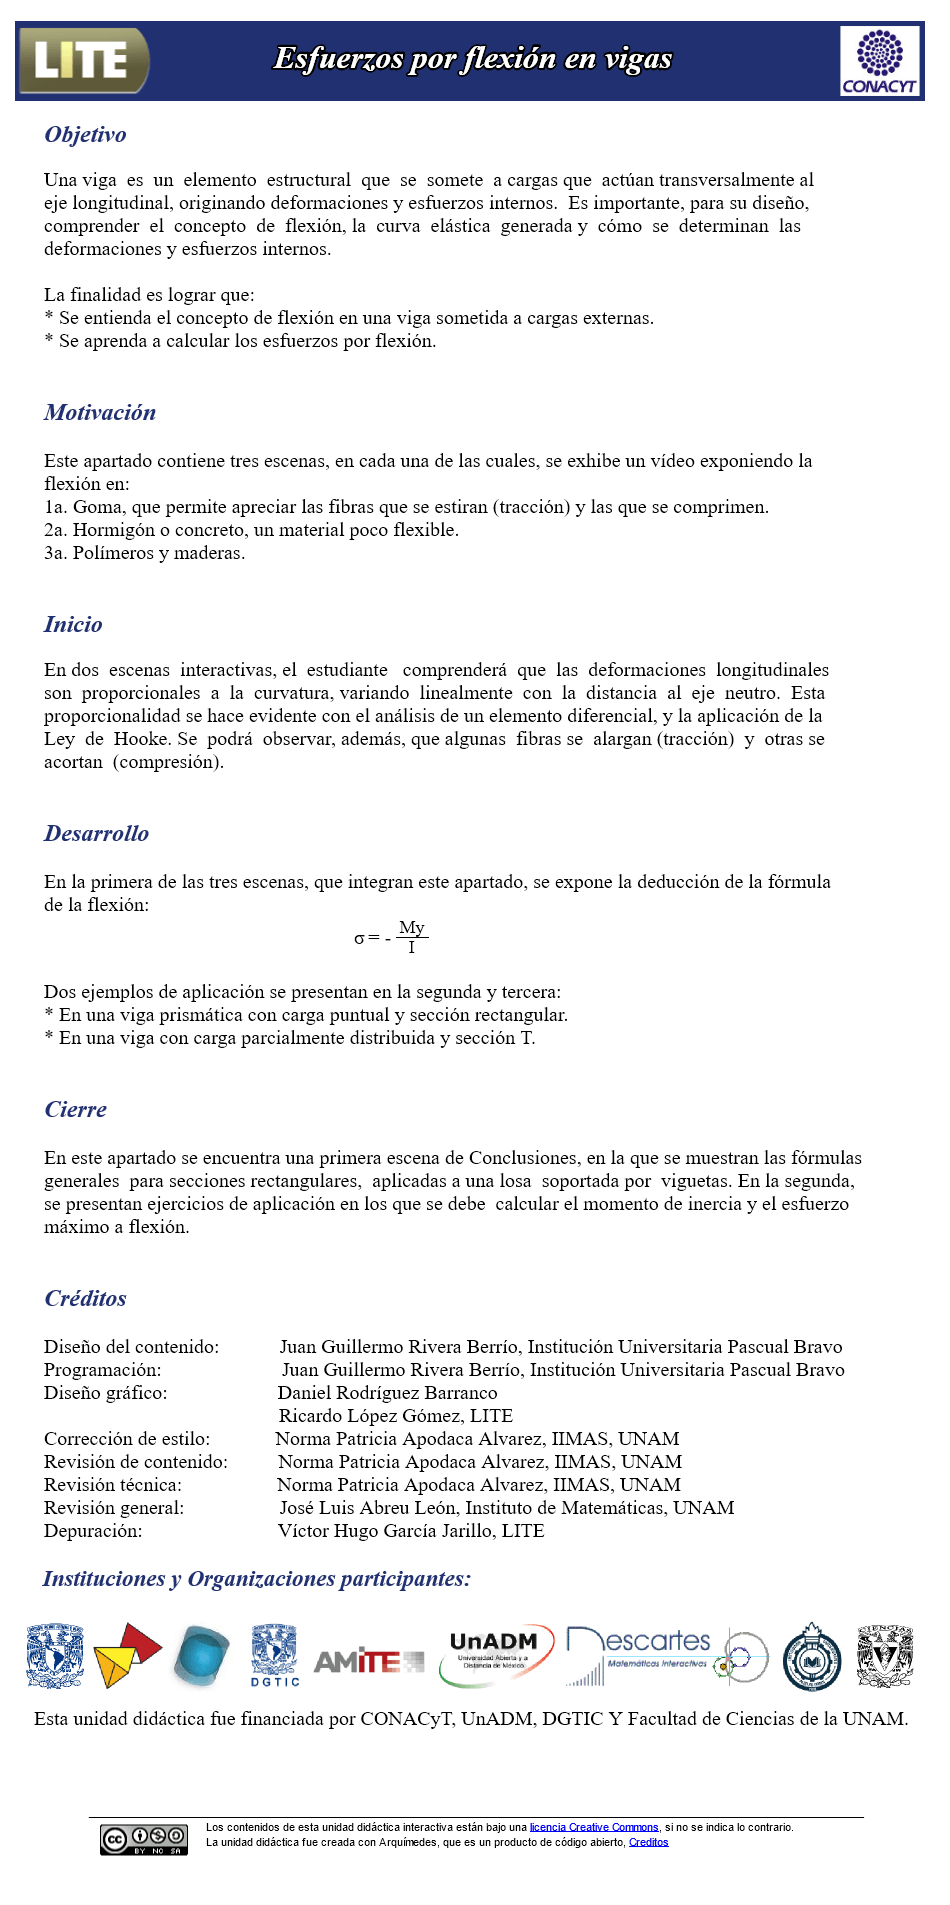 LITE
Esfuerzos por flexión en vigas
CONACYT
Objetivo
Una viga es un elemento estructural que se somete a cargas que actúan transversalmente al
eje longitudinal, originando deformaciones y esfuerzos internos. Es importante, para su diseño,
comprender el concepto de flexión, la curva elástica generada y cómo se determinan las
deformaciones y esfuerzos internos.
La finalidad es lograr que:
* Se entienda el concepto de flexión en una viga sometida a cargas externas.
* Se aprenda a calcular los esfuerzos por flexión.
Motivación
Este apartado contiene tres escenas, en cada una de las cuales, se exhibe un vídeo exponiendo la
flexión en:
1a. Goma, que permite apreciar las fibras que se estiran (tracción) y las que se comprimen.
2a. Hormigón o concreto, un material poco flexible.
3a. Polímeros y maderas.
Inicio
En dos escenas interactivas, el estudiante comprenderá que las deformaciones longitudinales
son proporcionales a la curvatura, variando linealmente con la distancia al eje neutro. Esta
proporcionalidad se hace evidente con el análisis de un elemento diferencial, y la aplicación de la
Ley de Hooke. Se podrá observar, además, que algunas fibras se alargan (tracción) y otras se
acortan (compresión).
Desarrollo
En la primera de las tres escenas, que integran este apartado, se expone la deducción de la fórmula
de la flexión:
σ = - My
I
Dos ejemplos de aplicación se presentan en la segunda y tercera:
* En una viga prismática con carga puntual y sección rectangular.
* En una viga con carga parcialmente distribuida y sección T.
Cierre
En este apartado se encuentra una primera escena de Conclusiones, en la que se muestran las fórmulas
generales para secciones rectangulares, aplicadas a una losa soportada por viguetas. En la segunda,
se presentan ejercicios de aplicación en los que se debe calcular el momento de inercia y el esfuerzo
máximo a flexión.
Créditos
Diseño del contenido: Juan Guillermo Rivera Berrío, Institución Universitaria Pascual Bravo
Programación: Juan Guillermo Rivera Berrío, Institución Universitaria Pascual Bravo
Diseño gráfico: Daniel Rodríguez Barranco
Ricardo López Gómez, LITE
Corrección de estilo: Norma Patricia Apodaca Alvarez, IIMAS, UNAM
Revisión de contenido: Norma Patricia Apodaca Alvarez, IIMAS, UNAM
Revisión técnica: Norma Patricia Apodaca Alvarez, IIMAS, UNAM
Revisión general: José Luis Abreu León, Instituto de Matemáticas, UNAM
Depuración: Víctor Hugo García Jarillo, LITE
Instituciones y Organizaciones participantes:
DGTIC
AMITE
UnADM
Universidad Abierta y a
Distancia de México
Descartes
Matemáticas Interactivas
CIENCIAS
Esta unidad didáctica fue financiada por CONACyT, UnADM, DGTIC Y Facultad de Ciencias de la UNAM.
Los contenidos de esta unidad didáctica interactiva están bajo una licencia Creative Commons, si no se indica lo contrario.
La unidad didáctica fue creada con Arquímedes, que es un producto de código abierto, Creditos
cc
BY NC SA